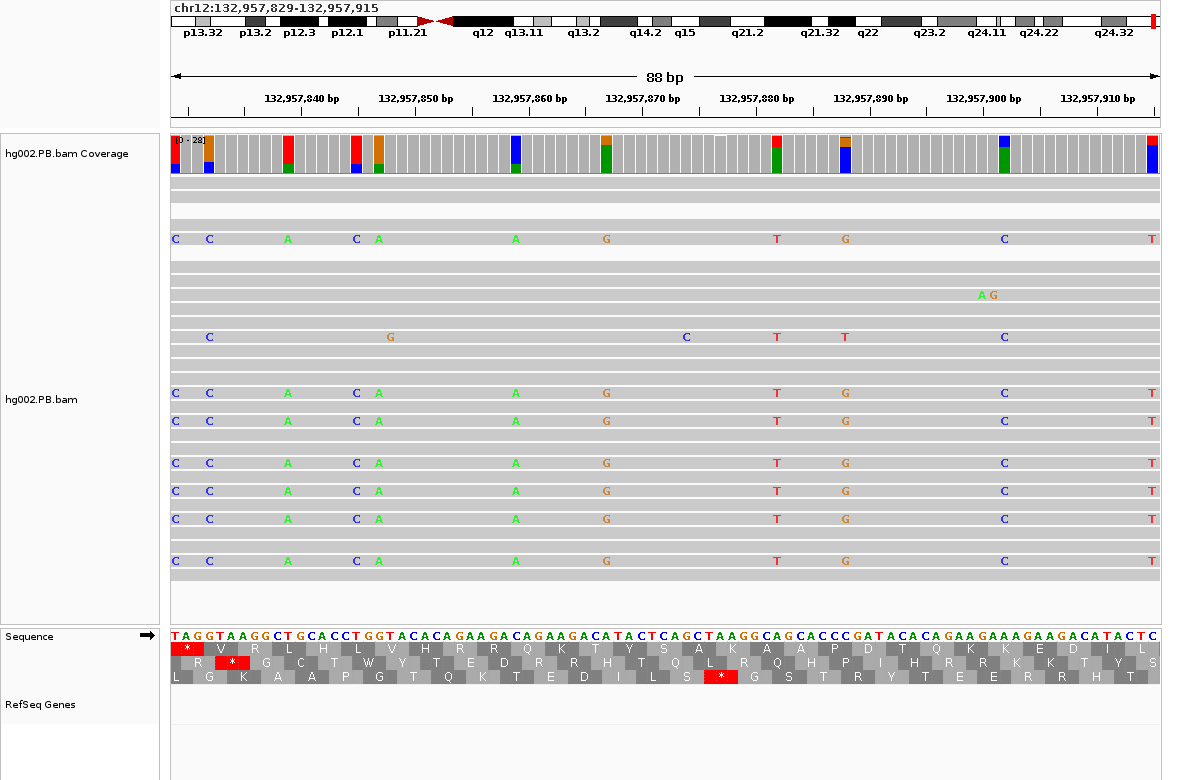 chr12:132,957,829-132,957,915
p13.32 p13.2 p12.3 p12.1 p11.21 q12 q13.11 q13.2 q14.2 q15 q21.2 q21.32 q22 q23.2 q24.11 q24.22 q24.32
88 bp
132,957,840 bp 132,957,850 bp 132,957,860 bp 132,957,870 bp 132,957,880 bp 132,957,890 bp 132,957,900 bp 132,957,910 bp
hg002.PB.bam Coverage
[0 - 28]
C C A C A A G T G C T
A G
C G C T T C
hg002.PB.bam
C C A C A A G T G C T
C C A C A A G T G C T
C C A C A A G T G C T
C C A C A A G T G C T
C C A C A A G T G C T
C C A C A A G T G C T
Sequence
T A G G T A A G G C T G C A C C T G G T A C A C A G A A G A C A G A A G A C A T A C T C A G C T A A G G C A G C A C C C G A T A C A C A G A A G A A A G A A G A C A T A C T C
* V R L H L V H R R Q K T Y S A K A A P D T Q K K E D I L
R * G C T W Y T E D R R H T Q L R Q H P I H R R K K T Y S
L G K A A P G T Q K T E D I L S * G S T R Y T E E R R H T
RefSeq Genes